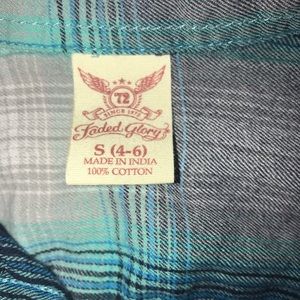 72
SINCE 1972
Faded Glory
S (4-6)
MADE IN INDIA
100% COTTON